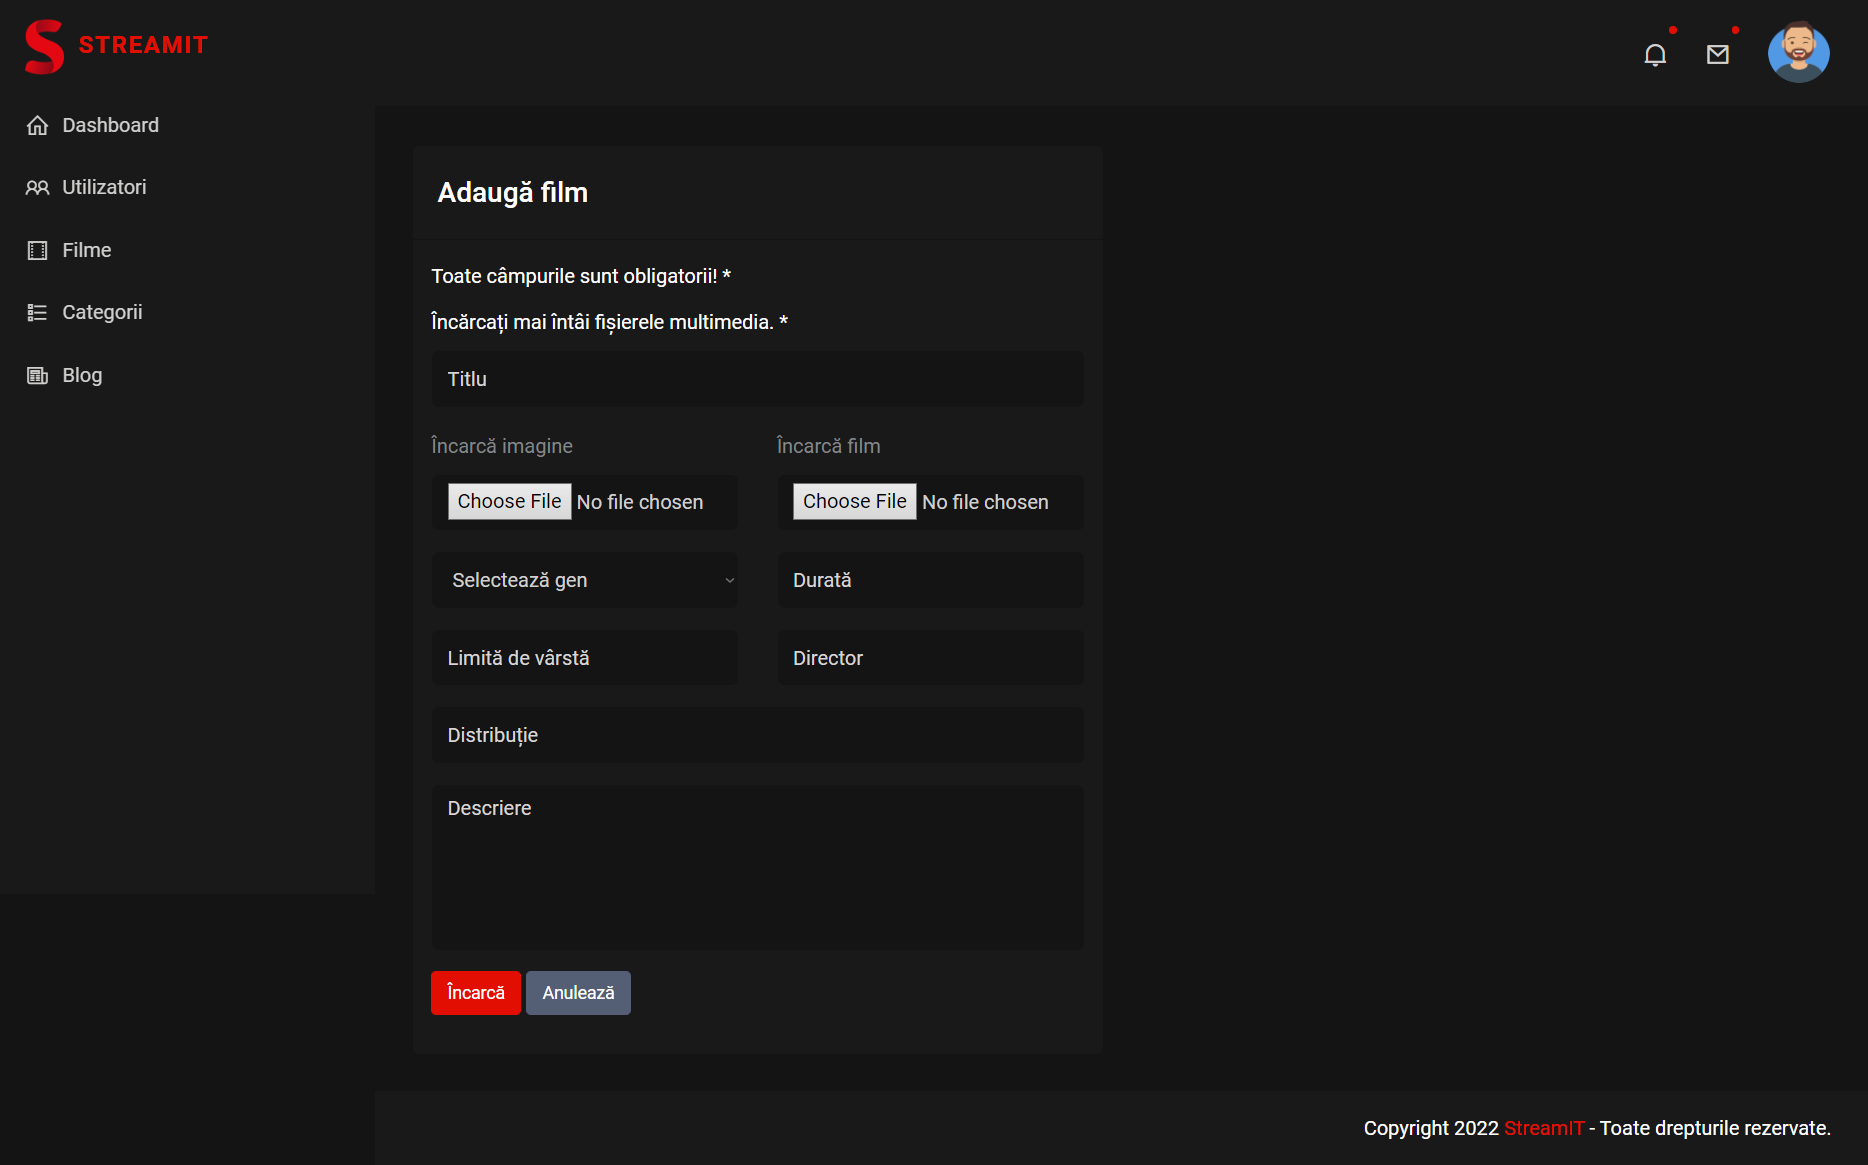 STREAMIT
Dashboard
Utilizatori
Filme
Categorii
Blog
Adaugă film
Toate câmpurile sunt obligatorii! *
Încărcați mai întâi fișierele multimedia. *
Titlu
Încarcă imagine
Încarcă film
Choose File No file chosen
Choose File No file chosen
Selectează gen
Durată
Limită de vârstă
Director
Distribuție
Descriere
Încarcă
Anulează
Copyright 2022 StreamIT - Toate drepturile rezervate.